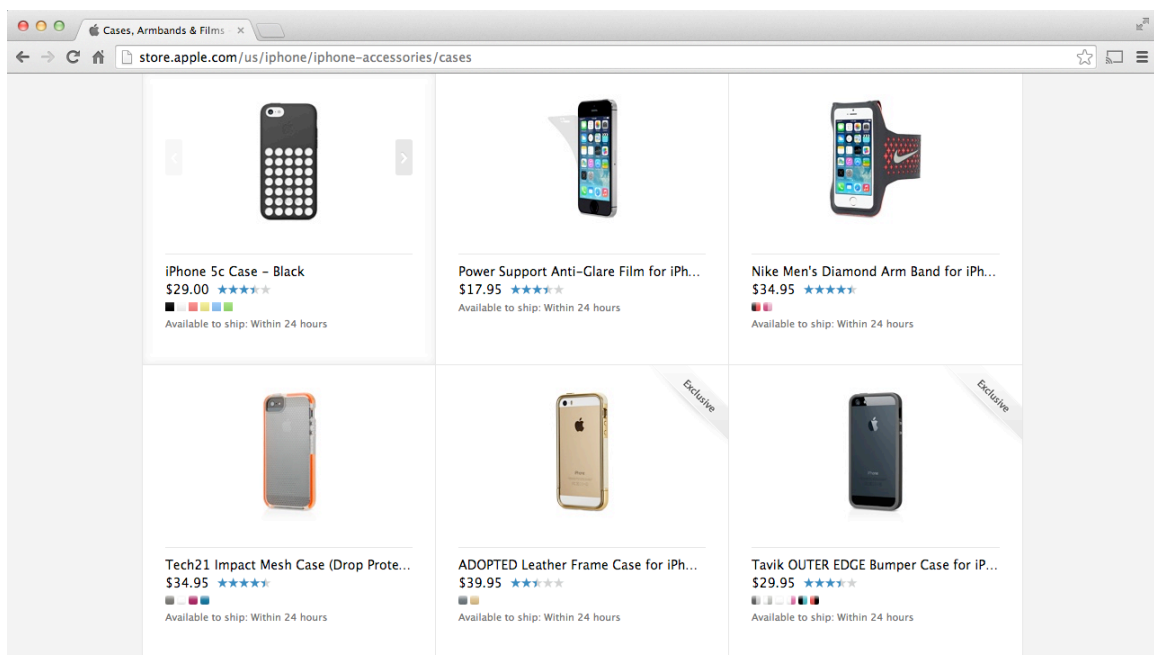 Cases, Armbands & Films
store.apple.com/us/iphone/iphone-accessories/cases
iPhone 5c Case – Black
$29.00
Available to ship: Within 24 hours
Power Support Anti-Glare Film for iPh...
$17.95
Available to ship: Within 24 hours
Nike Men's Diamond Arm Band for iPh...
$34.95
Available to ship: Within 24 hours
Tech21 Impact Mesh Case (Drop Prote...
$34.95
Available to ship: Within 24 hours
Exclusive
ADOPTED Leather Frame Case for iPh...
$39.95
Available to ship: Within 24 hours
Exclusive
Tavik OUTER EDGE Bumper Case for iP...
$29.95
Available to ship: Within 24 hours